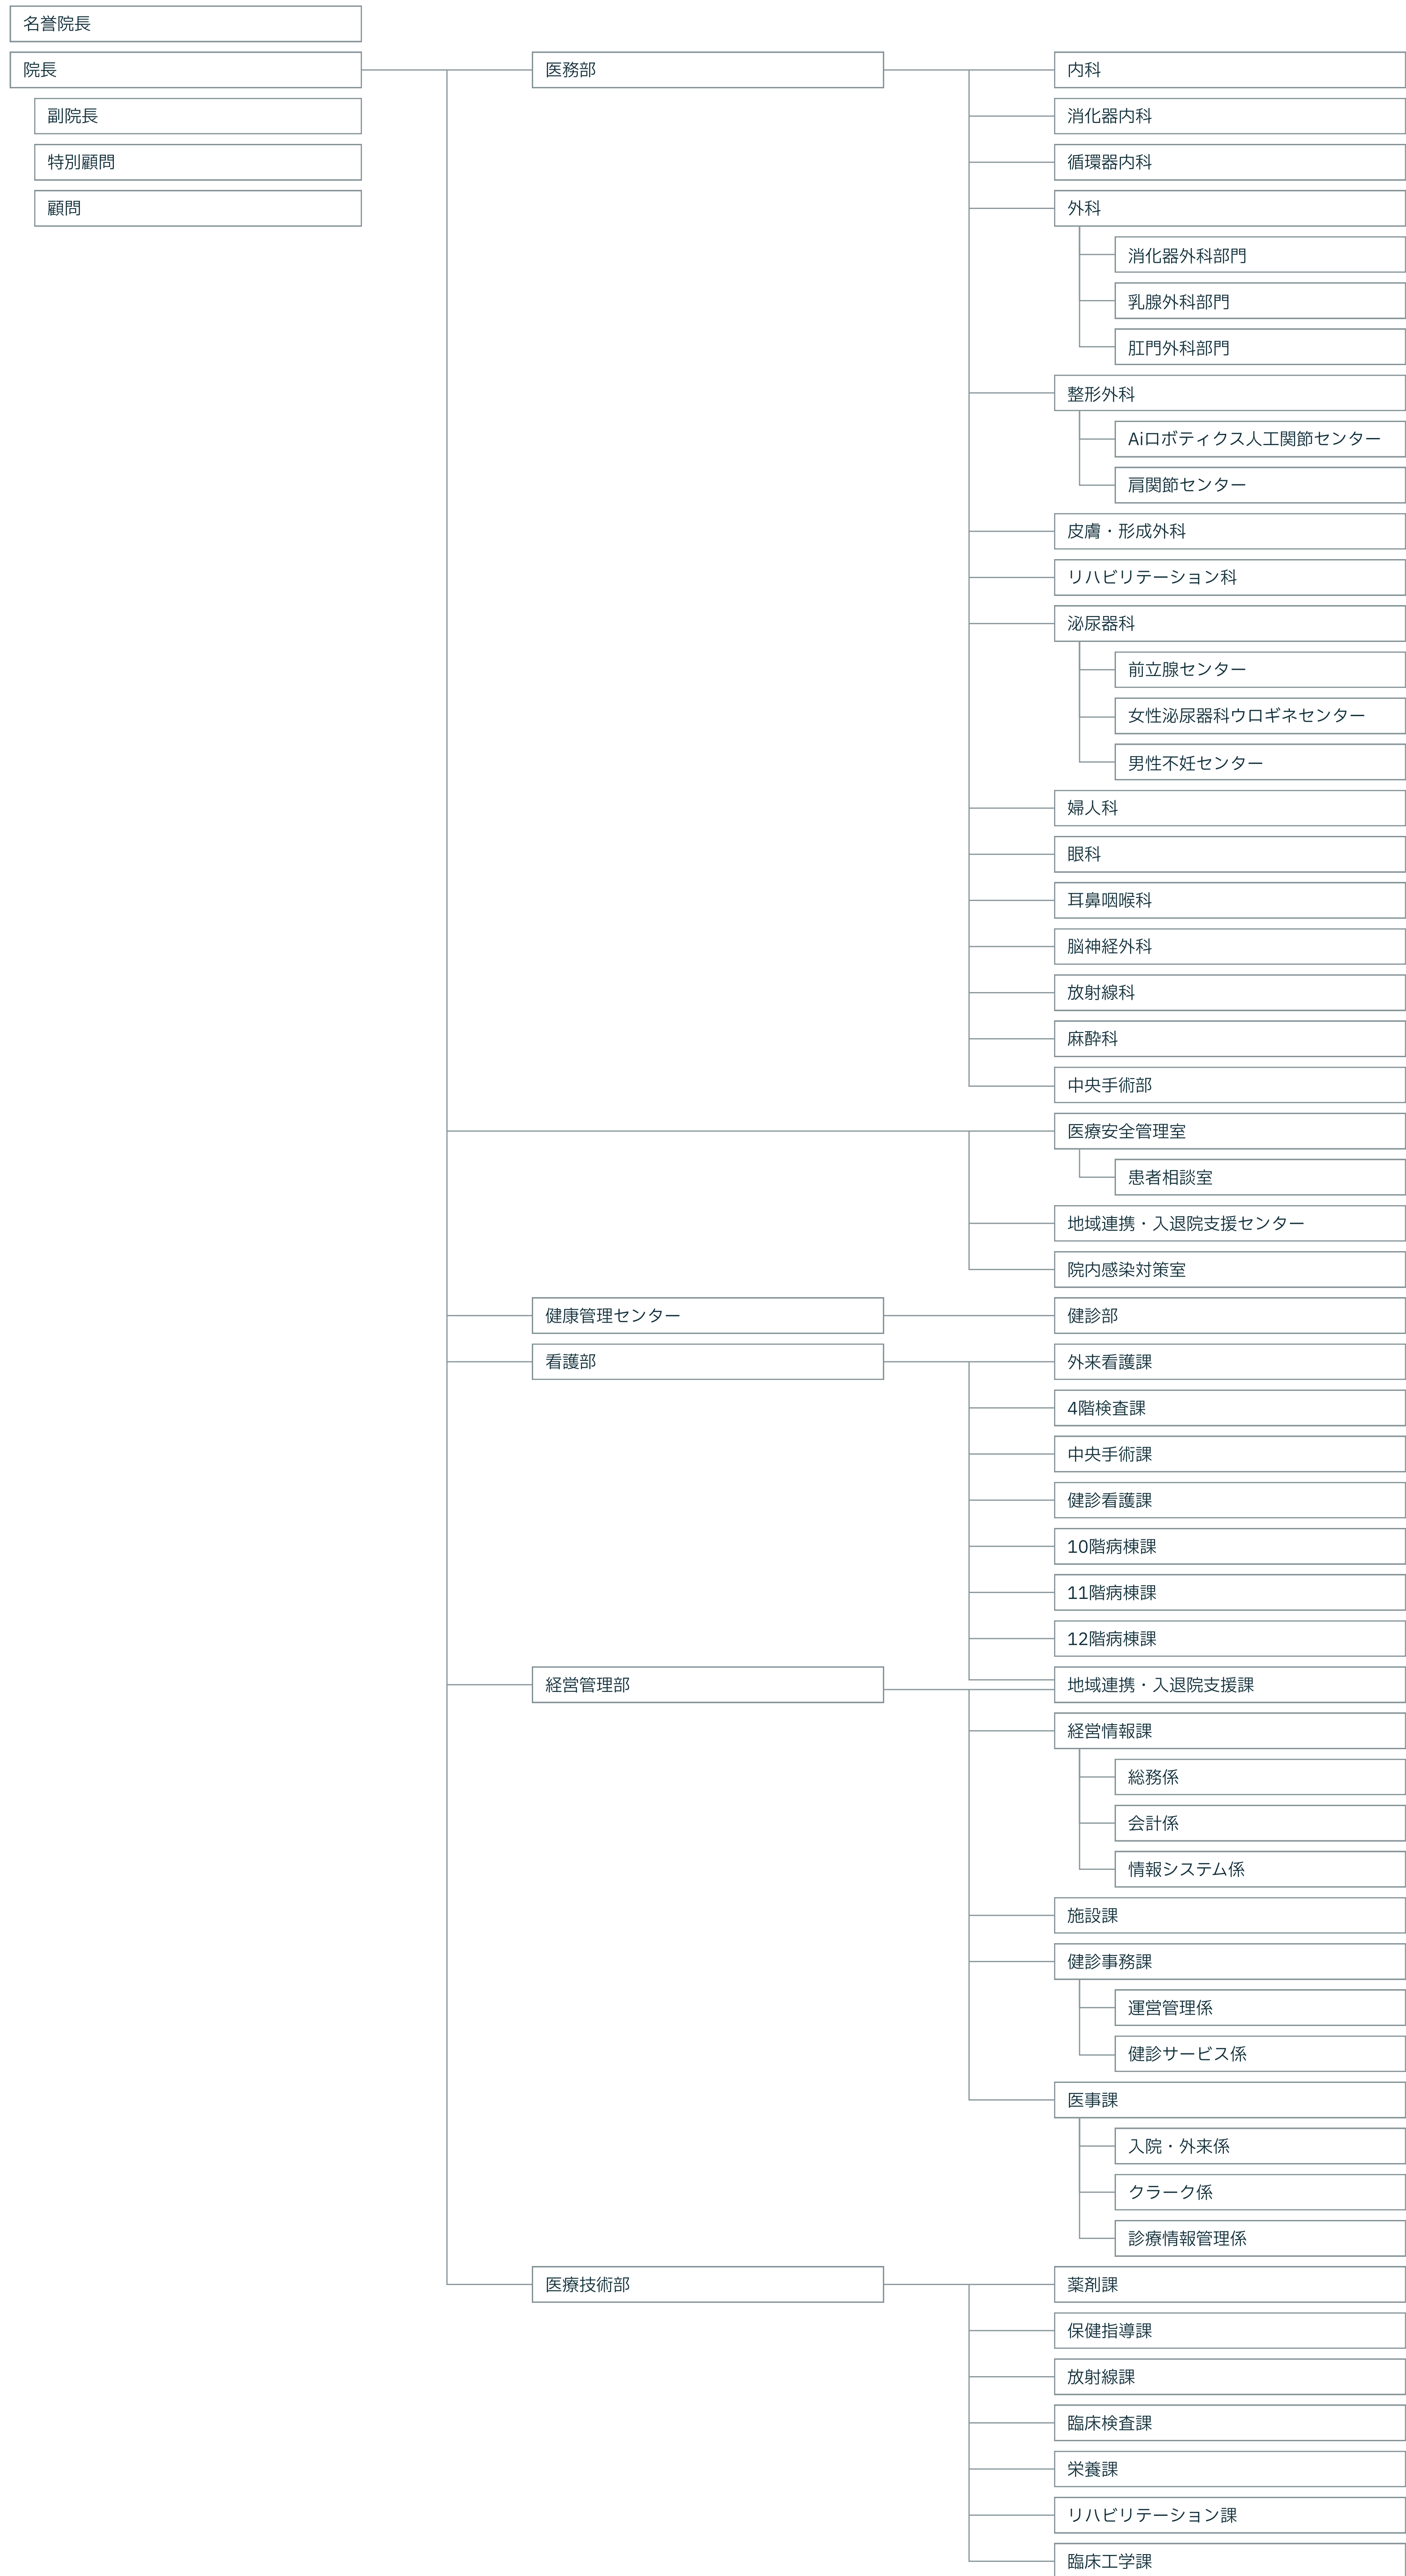 名誉院長
院長
副院長
特別顧問
顧問
医務部
内科
消化器内科
循環器内科
外科
消化器外科部門
乳腺外科部門
肛門外科部門
整形外科
Aiロボティクス人工関節センター
肩関節センター
皮膚・形成外科
リハビリテーション科
泌尿器科
前立腺センター
女性泌尿器科ウロギネセンター
男性不妊センター
婦人科
眼科
耳鼻咽喉科
脳神経外科
放射線科
麻酔科
中央手術部
医療安全管理室
患者相談室
地域連携・入退院支援センター
院内感染対策室
健康管理センター
健診部
看護部
外来看護課
4階検査課
中央手術課
健診看護課
10階病棟課
11階病棟課
12階病棟課
経営管理部
地域連携・入退院支援課
経営情報課
総務係
会計係
情報システム係
施設課
健診事務課
運営管理係
健診サービス係
医事課
入院・外来係
クラーク係
診療情報管理係
医療技術部
薬剤課
保健指導課
放射線課
臨床検査課
栄養課
リハビリテーション課
臨床工学課